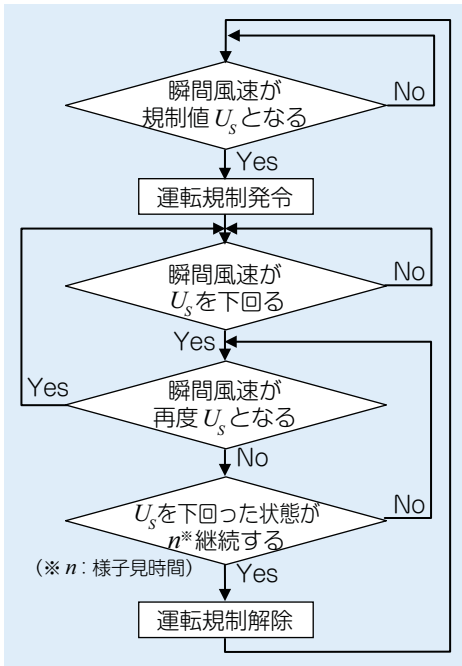 瞬間風速が
規制値 Usとなる
No
Yes
運転規制発令
瞬間風速が
Usを下回る
No
Yes
瞬間風速が
再度 Usとなる
Yes
No
Usを下回った状態が
n※継続する
No
(※ n:様子見時間)
Yes
運転規制解除